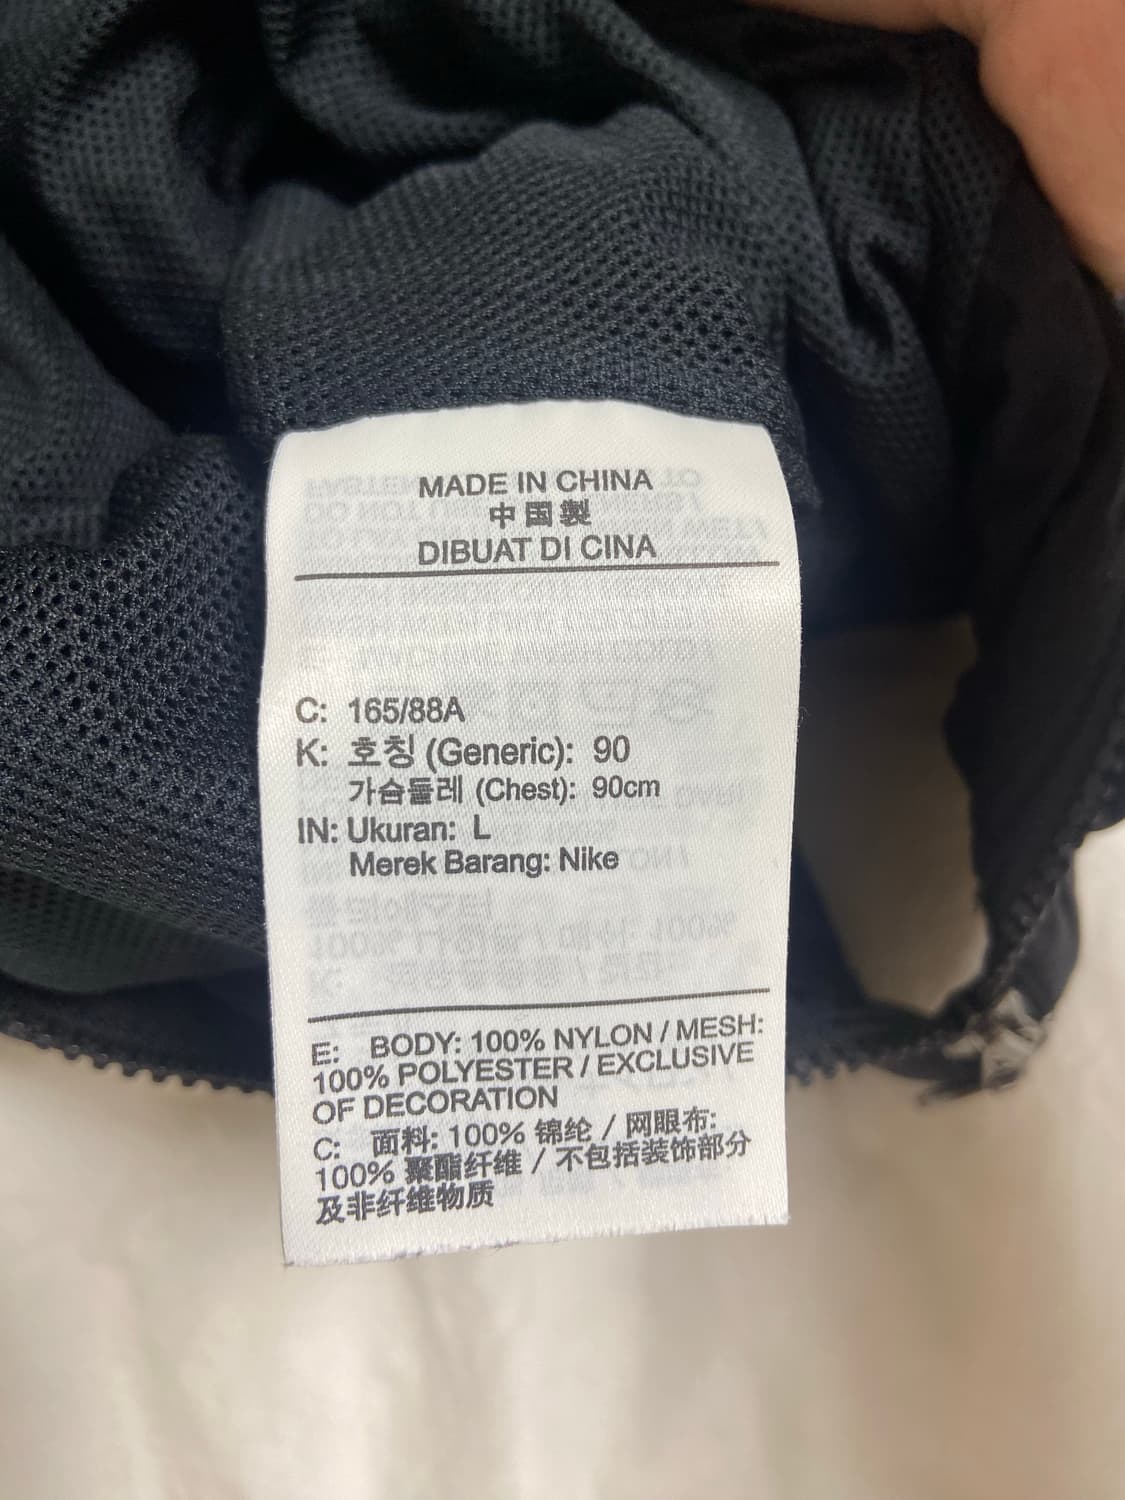 MADE IN CHINA
中国製
DIBUAT DI CINA
C: 165/88A
K: 호칭 (Generic): 90
가슴둘레 (Chest): 90cm
IN: Ukuran: L
Merek Barang: Nike
E: BODY: 100% NYLON / MESH:
100% POLYESTER / EXCLUSIVE
OF DECORATION
C: 面料: 100% 锦纶 / 网眼布:
100% 聚酯纤维 / 不包括装饰部分
及非纤维物质